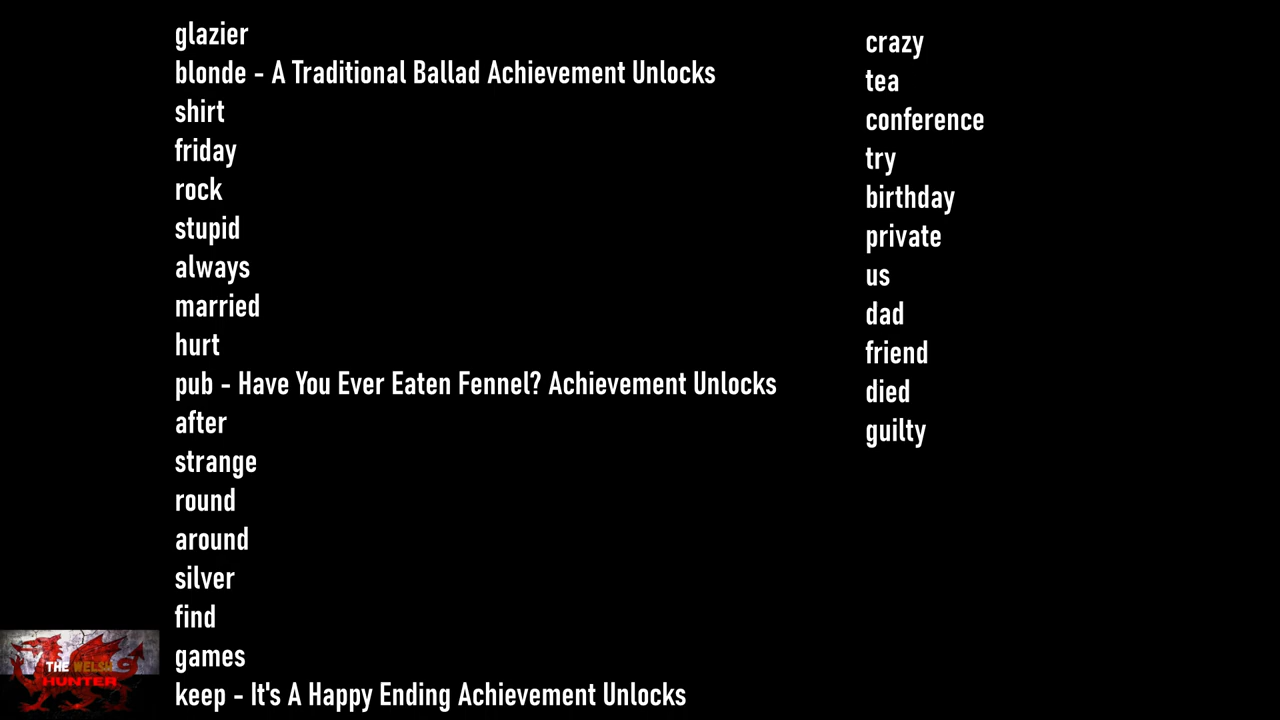 glazier
blonde - A Traditional Ballad Achievement Unlocks
shirt
friday
rock
stupid
always
married
hurt
pub - Have You Ever Eaten Fennel? Achievement Unlocks
after
strange
round
around
silver
find
games
keep - It's A Happy Ending Achievement Unlocks
crazy
tea
conference
try
birthday
private
us
dad
friend
died
guilty
THE WELSH
HUNTER